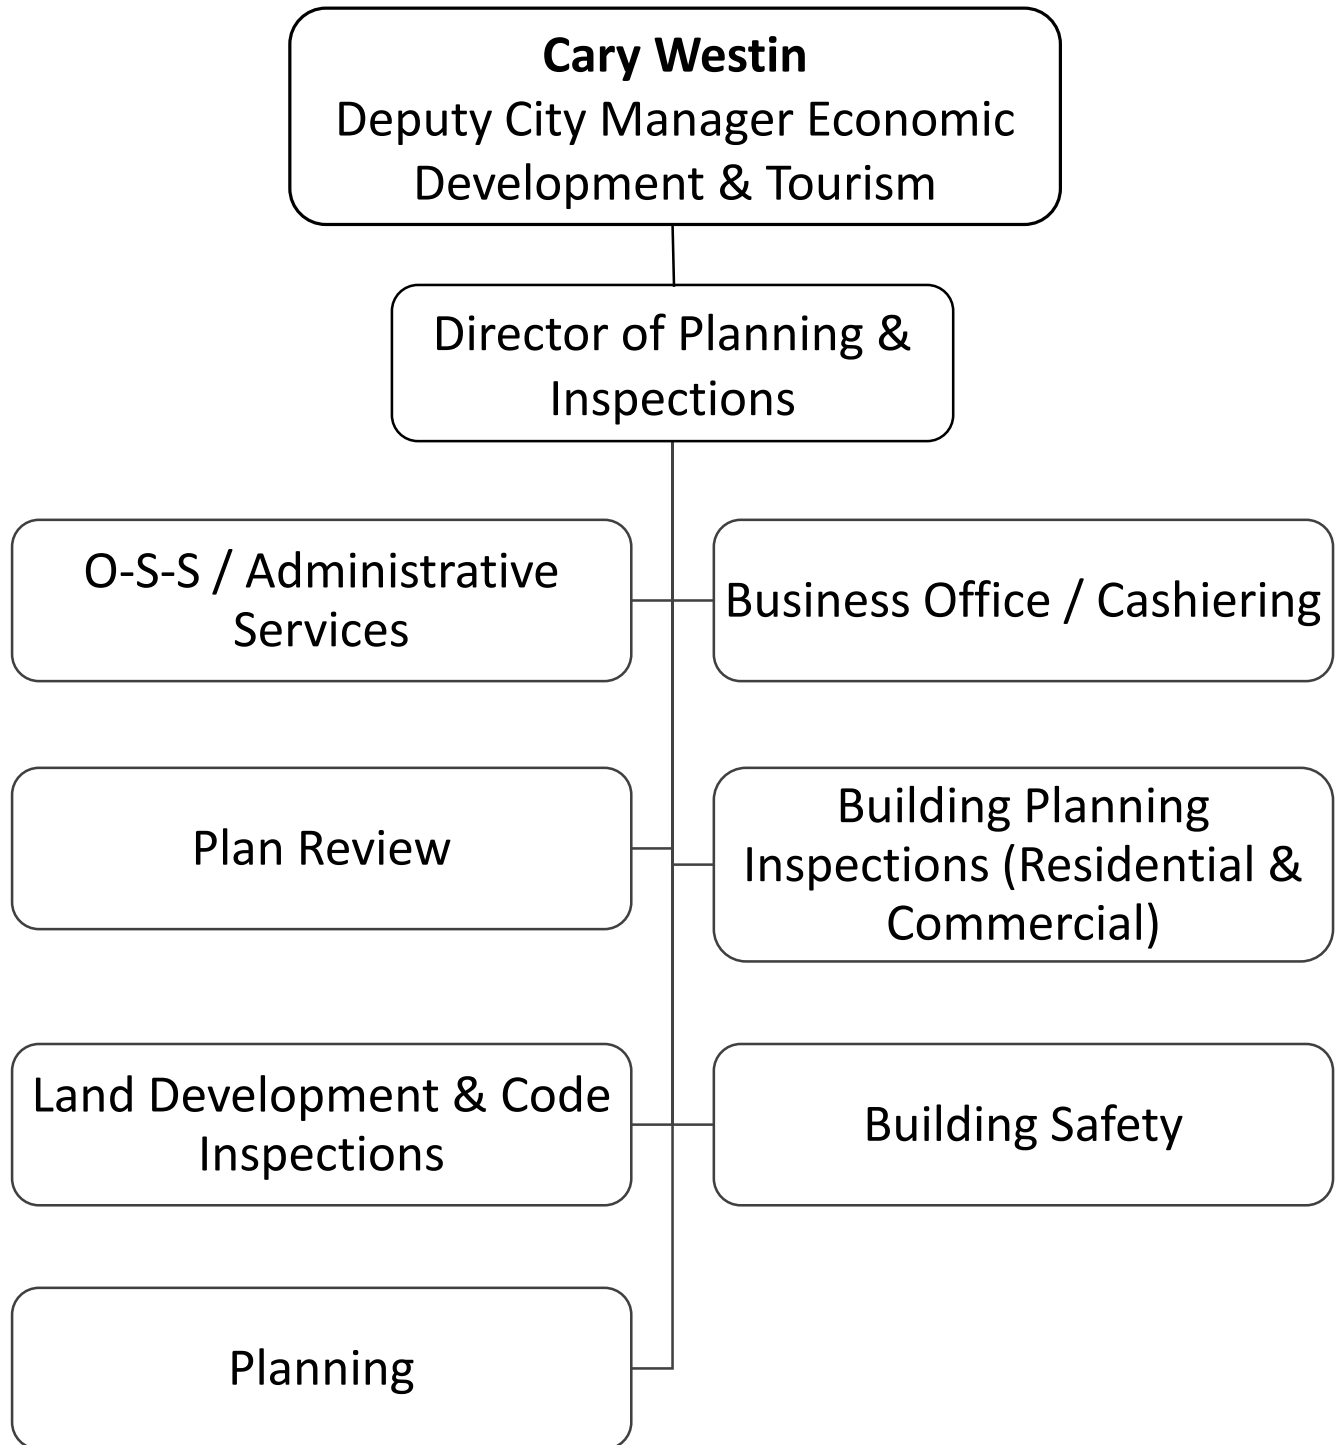 Cary Westin
Deputy City Manager Economic
Development & Tourism
Director of Planning &
Inspections
O-S-S / Administrative
Services
Business Office / Cashiering
Plan Review
Building Planning
Inspections (Residential &
Commercial)
Land Development & Code
Inspections
Building Safety
Planning